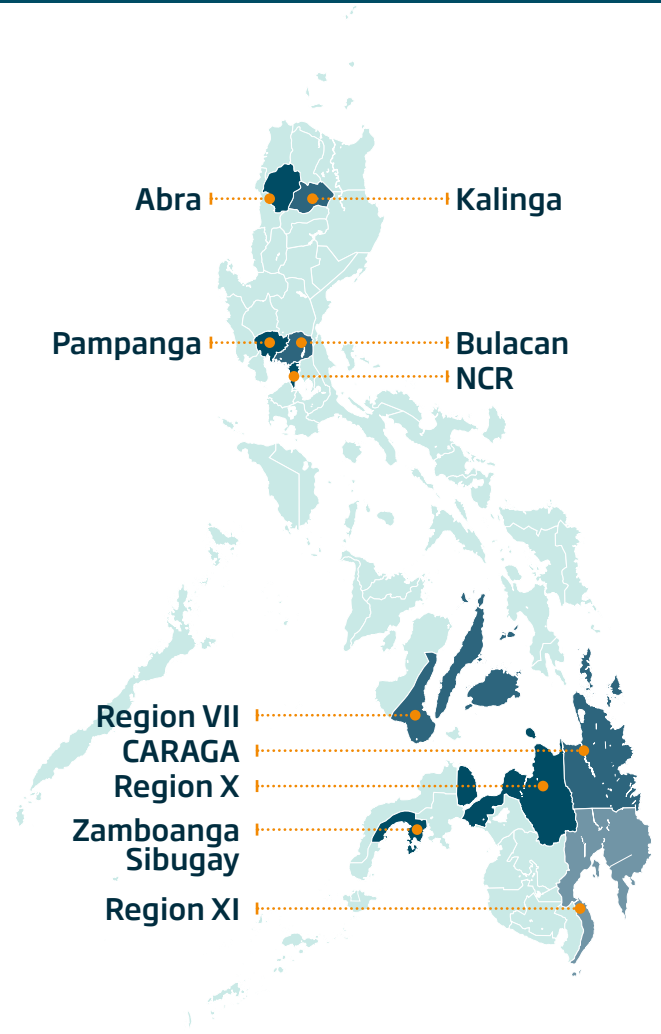 Abra
Kalinga
Pampanga
Bulacan
NCR
Region VII
CARAGA
Region X
Zamboanga
Sibugay
Region XI